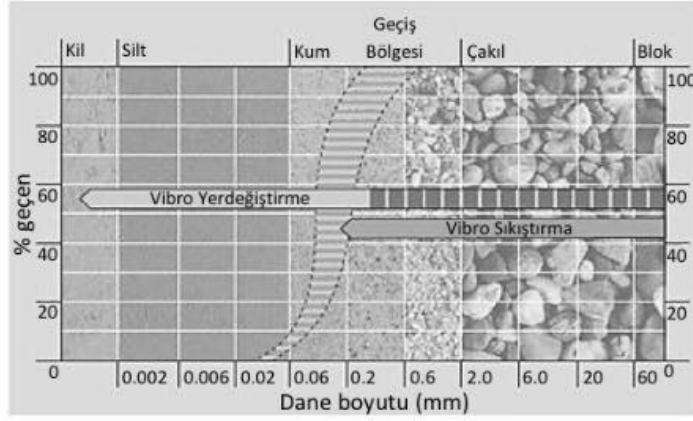 Geçiş
Kil Silt Kum Bölgesi Çakıl Blok
100 100
80 80
60 Vibro Yerdeğiştirme 60
Vibro Sıkıştırma
40 40
20 20
0 0
% geçen
0.002 0.006 0.02 0.06 0.2 0.6 2.0 6.0 20 60
Dane boyutu (mm)